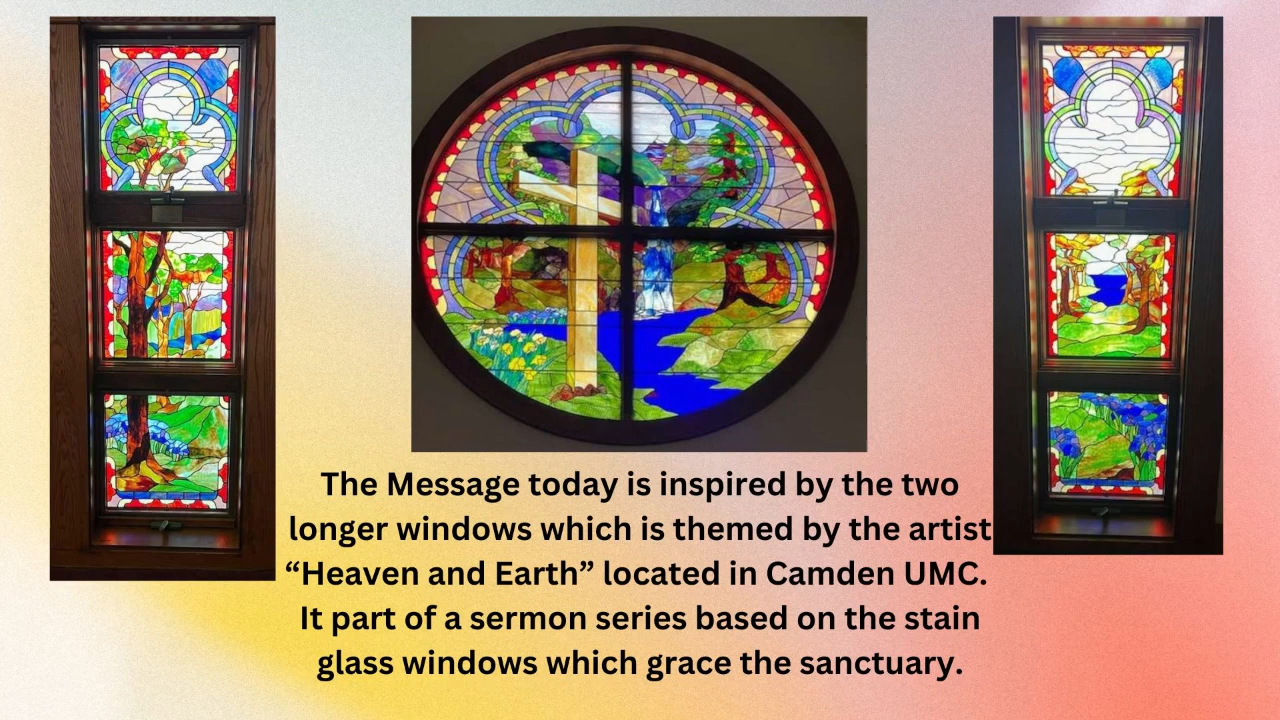 The Message today is inspired by the two
longer windows which is themed by the artist
“Heaven and Earth” located in Camden UMC.
It part of a sermon series based on the stain
glass windows which grace the sanctuary.